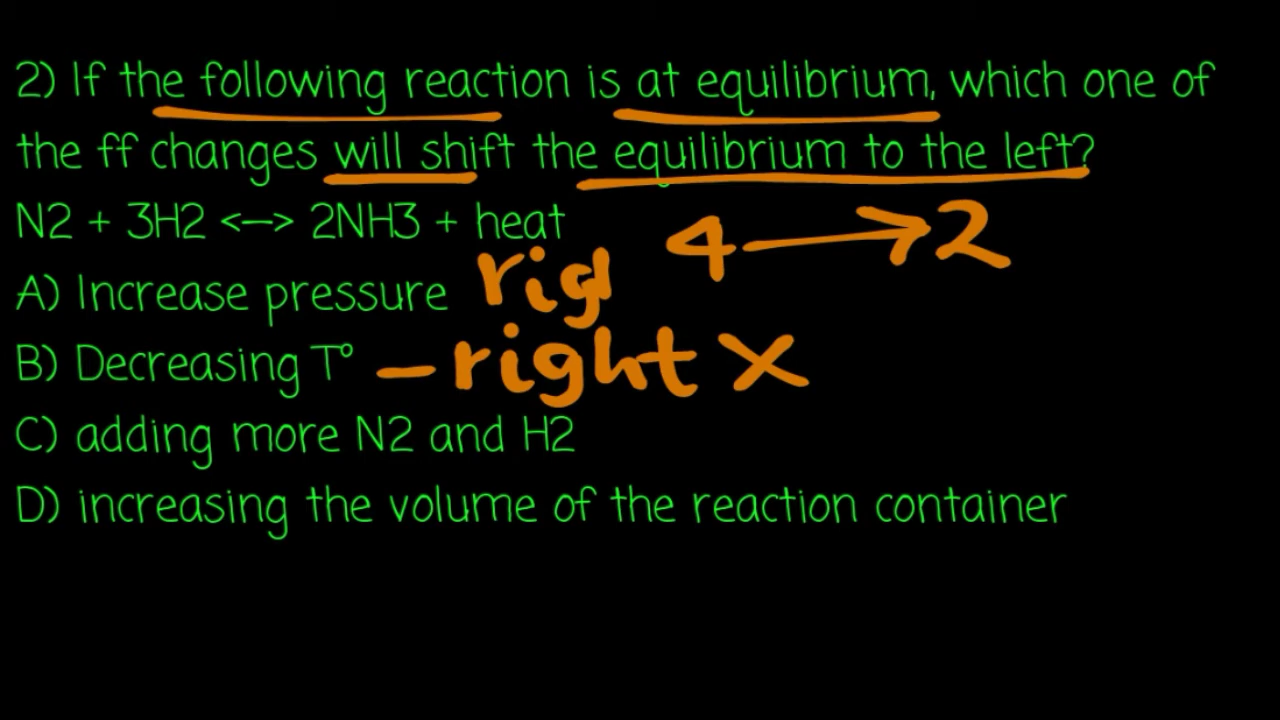 2) If the following reaction is at equilibrium, which one of
the ff changes will shift the equilibrium to the left?
N2 + 3H2 <—> 2NH3 + heat
4 → 2
A) Increase pressure rig
B) Decreasing T° – right X
C) adding more N2 and H2
D) increasing the volume of the reaction container